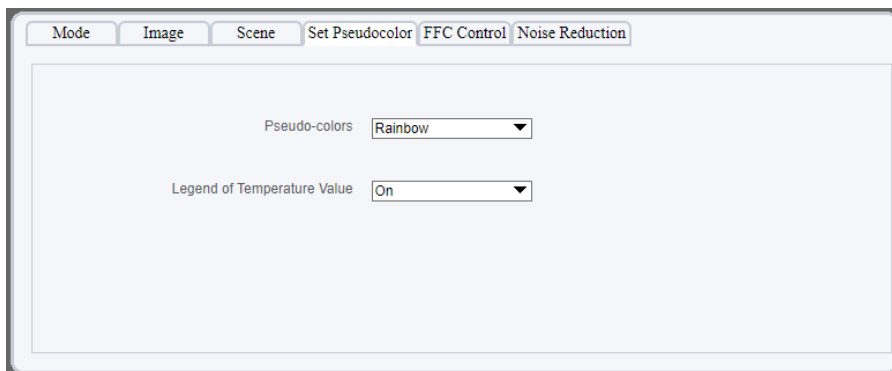 Mode Image Scene Set Pseudocolor FFC Control Noise Reduction
Pseudo-colors Rainbow
Legend of Temperature Value On